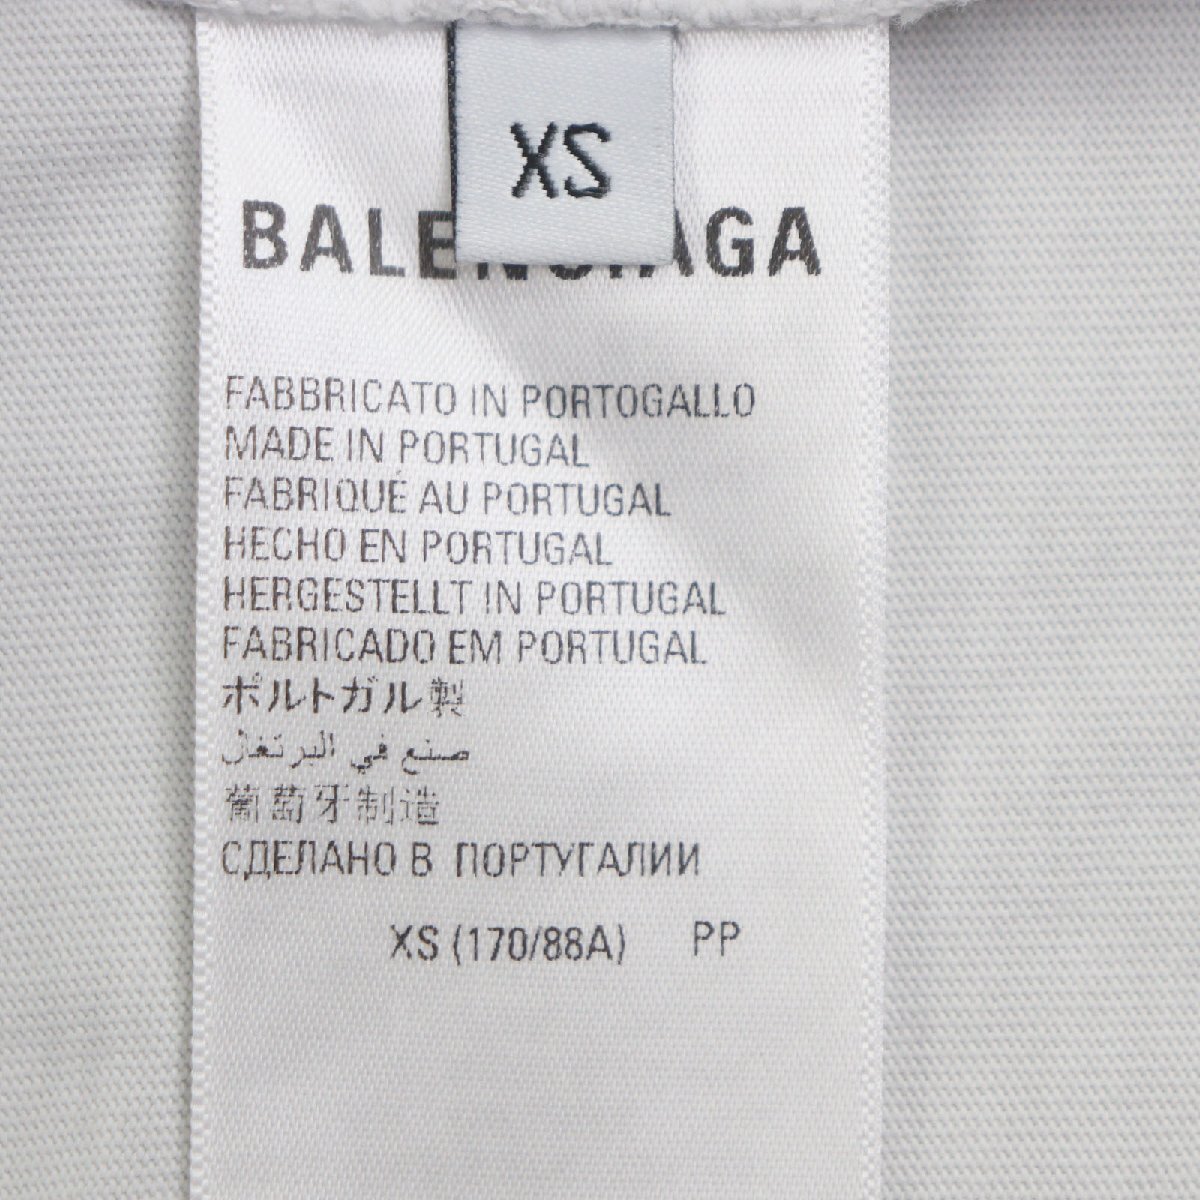 XS
BALENCIAGA
FABBRICATO IN PORTOGALLO
MADE IN PORTUGAL
FABRIQUÉ AU PORTUGAL
HECHO EN PORTUGAL
HERGESTELLT IN PORTUGAL
FABRICADO EM PORTUGAL
ポルトガル製
صنع في البرتغال
葡萄牙制造
СДЕЛАНО В ПОРТУГАЛИИ
XS (170/88A) PP